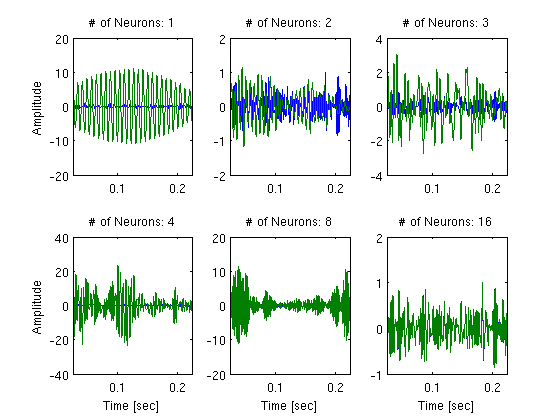 # of Neurons: 1 # of Neurons: 2 # of Neurons: 3
20 2 4
10 1 2
0 0 0
-10 -1 -2
-20 -2 -4
Amplitude
0.1 0.2 0.1 0.2 0.1 0.2
# of Neurons: 4 # of Neurons: 8 # of Neurons: 16
40 20 2
20 10 1
0 0 0
-20 -10
-40 -20 -1
Amplitude
0.1 0.2 0.1 0.2 0.1 0.2
Time [sec] Time [sec] Time [sec]